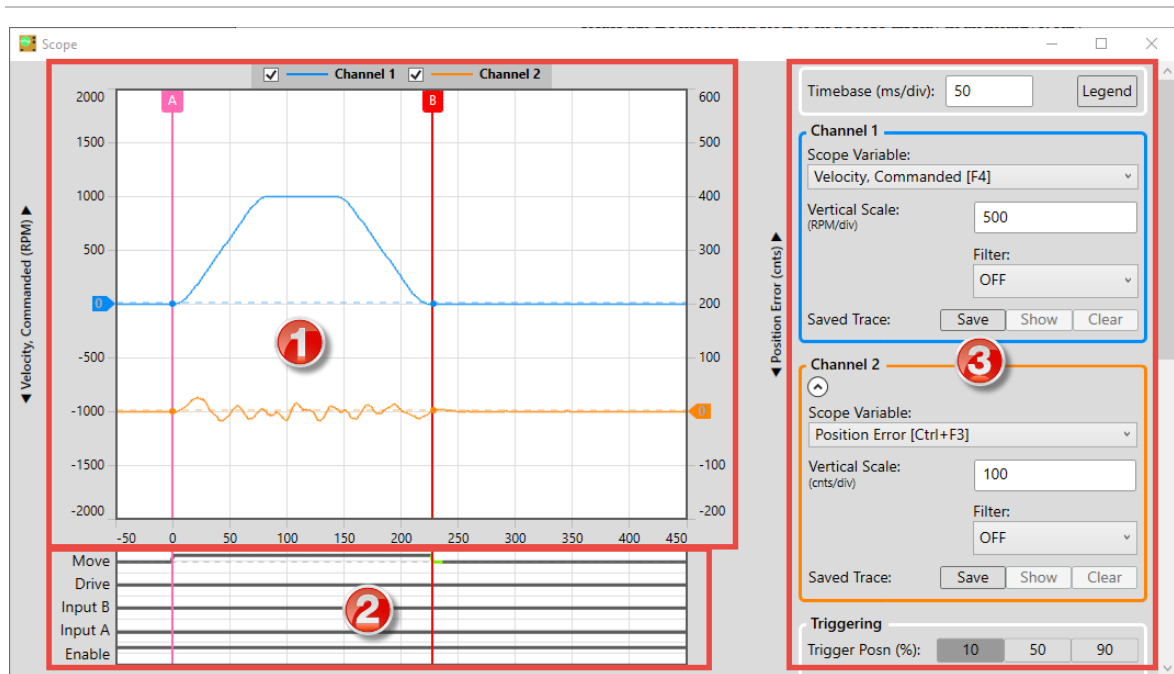 Scope
Channel 1 Channel 2
2000
1500
1000
500
0
-500
-1000
-1500
-2000
A
B
600
500
400
300
200
100
0
-100
-200
◀ Velocity, Commanded (RPM) ▶
◀ Position Error (cnts) ▶
1
-50 0 50 100 150 200 250 300 350 400 450
Move
Drive
Input B
Input A
Enable
2
Timebase (ms/div): 50 Legend
Channel 1
Scope Variable:
Velocity, Commanded [F4]
Vertical Scale: 500
(RPM/div)
Filter:
OFF
Saved Trace: Save Show Clear
3
Channel 2
Scope Variable:
Position Error [Ctrl+F3]
Vertical Scale: 100
(cnts/div)
Filter:
OFF
Saved Trace: Save Show Clear
Triggering
Trigger Posn (%): 10 50 90